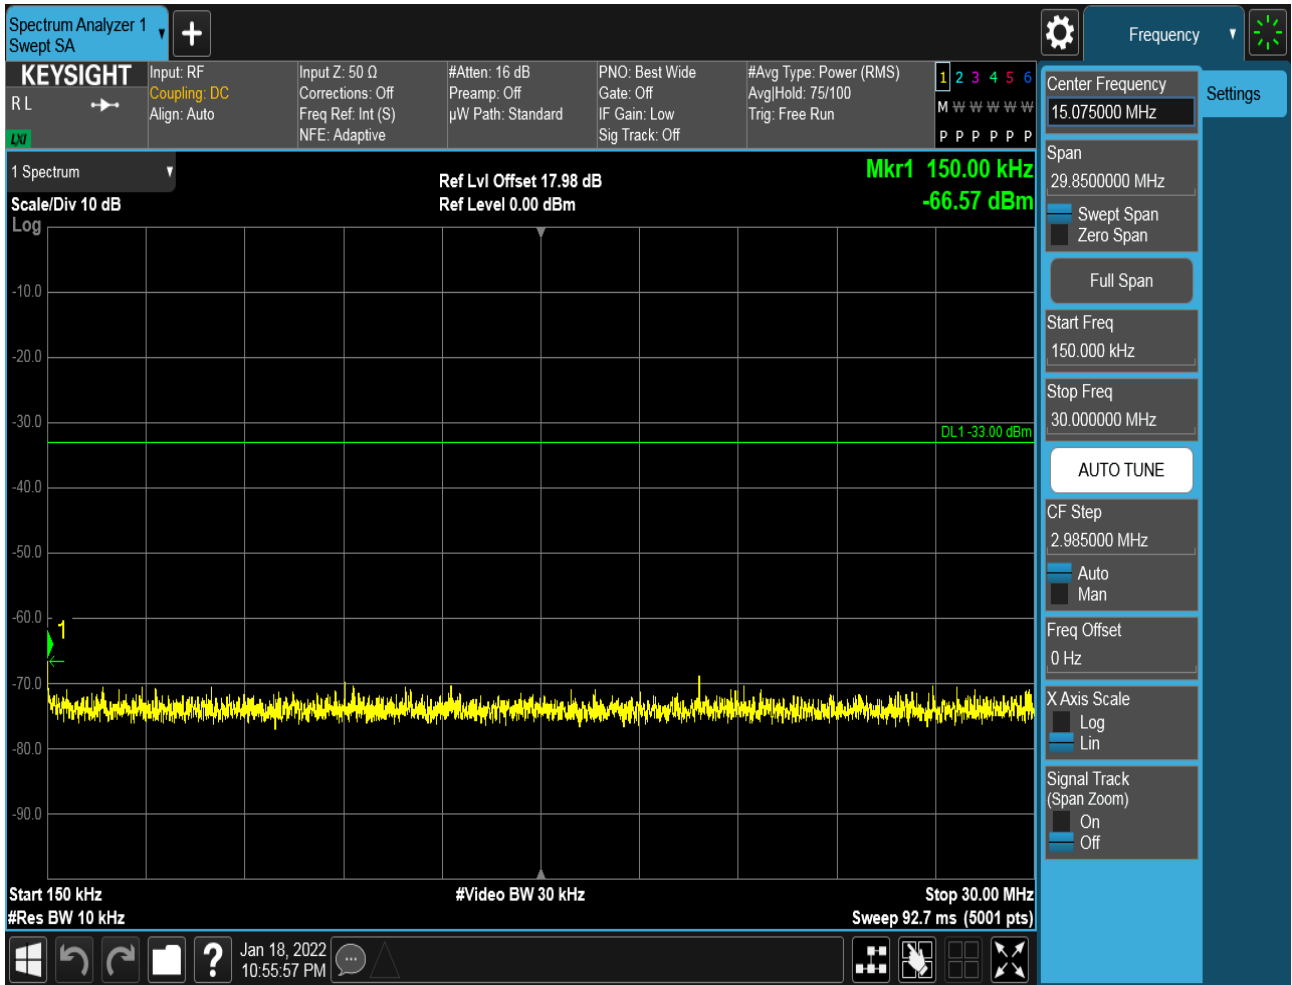 Spectrum Analyzer 1
Swept SA
Frequency
KEYSIGHT
R L
LXI
Input: RF
Coupling: DC
Align: Auto
Input Z: 50 Ω
Corrections: Off
Freq Ref: Int (S)
NFE: Adaptive
#Atten: 16 dB
Preamp: Off
µW Path: Standard
PNO: Best Wide
Gate: Off
IF Gain: Low
Sig Track: Off
#Avg Type: Power (RMS)
Avg|Hold: 75/100
Trig: Free Run
1 2 3 4 5 6
M W W W W W
P P P P P P
1 Spectrum
Scale/Div 10 dB
Log
Ref Lvl Offset 17.98 dB
Ref Level 0.00 dBm
Mkr1 150.00 kHz
-66.57 dBm
-10.0
-20.0
-30.0
DL1 -33.00 dBm
-40.0
-50.0
-60.0
1
-70.0
-80.0
-90.0
Start 150 kHz
#Video BW 30 kHz
Stop 30.00 MHz
#Res BW 10 kHz
Sweep 92.7 ms (5001 pts)
?
Jan 18, 2022
10:55:57 PM
Center Frequency
15.075000 MHz
Settings
Span
29.8500000 MHz
Swept Span
Zero Span
Full Span
Start Freq
150.000 kHz
Stop Freq
30.000000 MHz
AUTO TUNE
CF Step
2.985000 MHz
Auto
Man
Freq Offset
0 Hz
X Axis Scale
Log
Lin
Signal Track
(Span Zoom)
On
Off